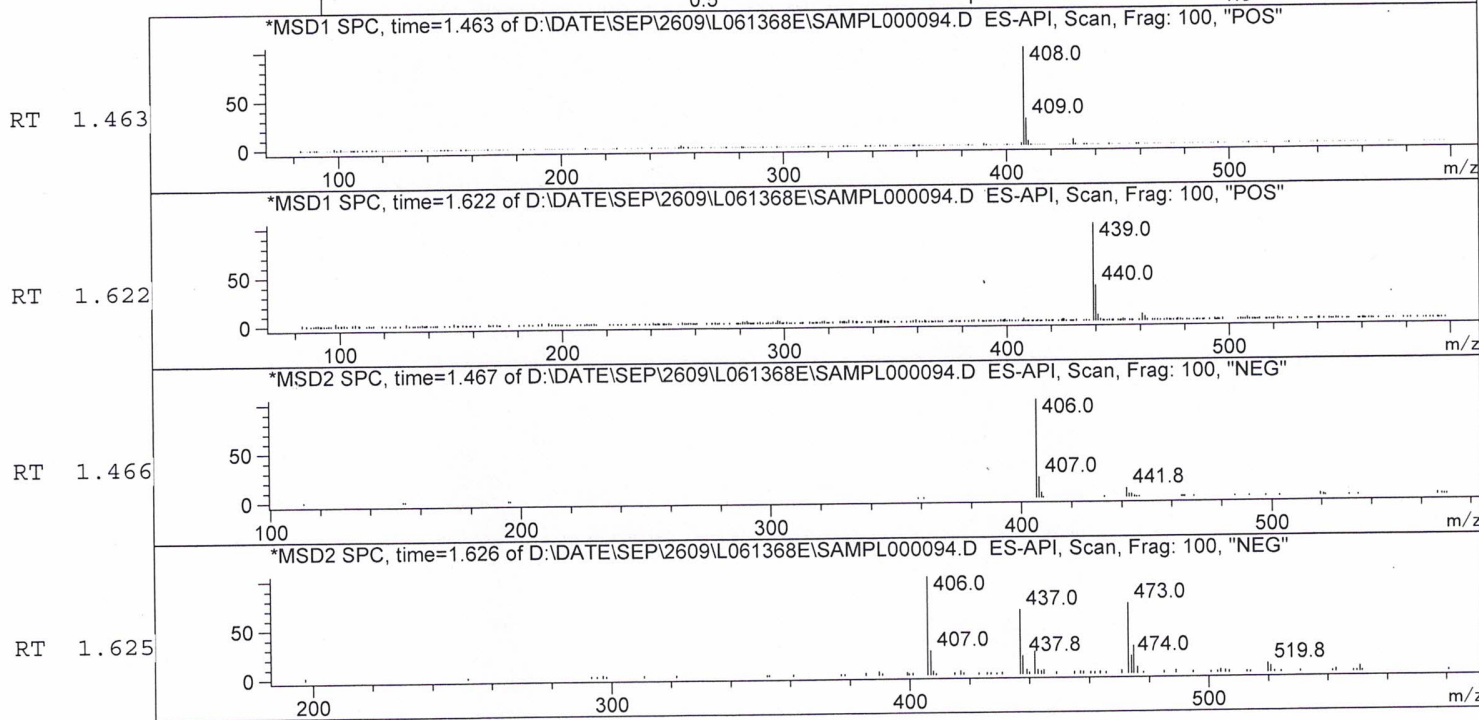 0.5
*MSD1 SPC, time=1.463 of D:\DATE\SEP\2609\L061368E\SAMPL000094.D ES-API, Scan, Frag: 100, "POS"
408.0
409.0
RT 1.463
50
0
100 200 300 400 500 m/z
*MSD1 SPC, time=1.622 of D:\DATE\SEP\2609\L061368E\SAMPL000094.D ES-API, Scan, Frag: 100, "POS"
439.0
440.0
RT 1.622
50
0
100 200 300 400 500 m/z
*MSD2 SPC, time=1.467 of D:\DATE\SEP\2609\L061368E\SAMPL000094.D ES-API, Scan, Frag: 100, "NEG"
406.0
407.0 441.8
RT 1.466
50
0
100 200 300 400 500 m/z
*MSD2 SPC, time=1.626 of D:\DATE\SEP\2609\L061368E\SAMPL000094.D ES-API, Scan, Frag: 100, "NEG"
406.0 437.0 473.0
407.0 437.8 474.0 519.8
RT 1.625
50
0
200 300 400 500 m/z